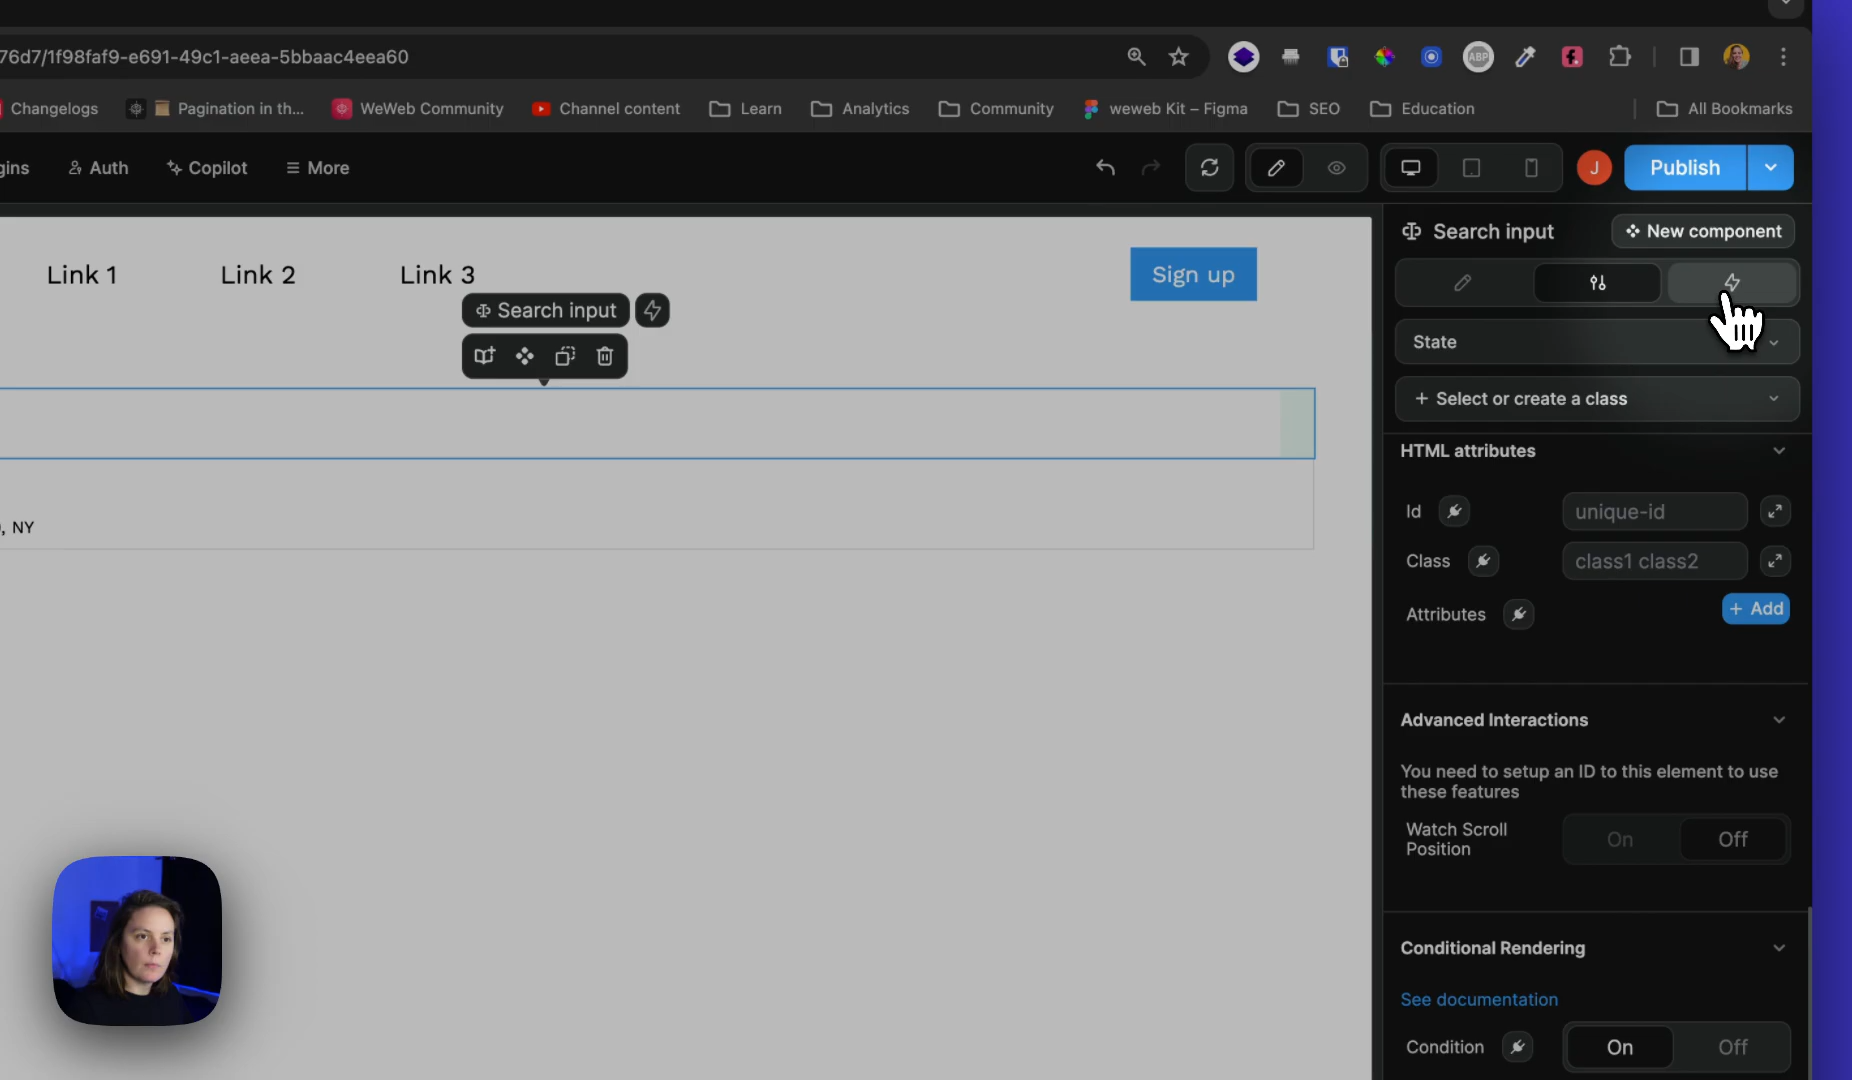 76d7/1f98faf9-e691-49c1-aeea-5bbaac4eea60
ABP
Changelogs
Pagination in th...
WeWeb Community
Channel content
Learn
Analytics
Community
weweb Kit – Figma
SEO
Education
All Bookmarks
gins
Auth
Copilot
More
J
Publish
Link 1
Link 2
Link 3
Sign up
Search input
, NY
Search input
New component
State
+ Select or create a class
HTML attributes
Id
unique-id
Class
class1 class2
Attributes
+ Add
Advanced Interactions
You need to setup an ID to this element to use
these features
Watch Scroll
Position
On
Off
Conditional Rendering
See documentation
Condition
On
Off